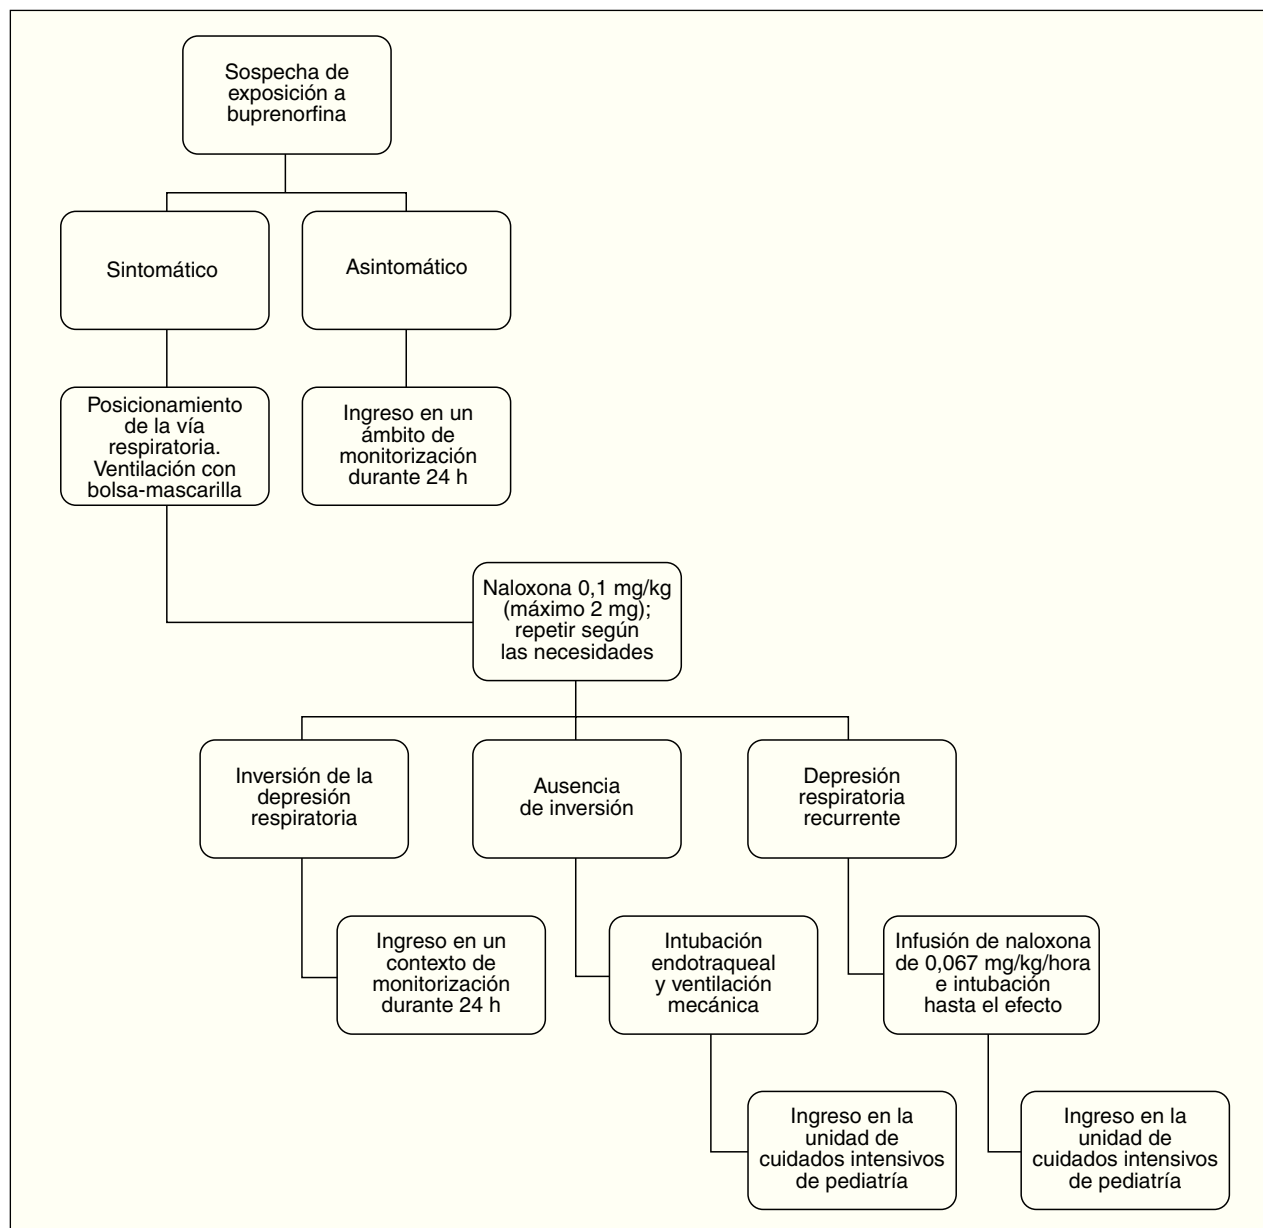 Sospecha de
exposición a
buprenorfina
Sintomático
Asintomático
Posicionamiento
de la vía
respiratoria.
Ventilación con
bolsa-mascarilla
Ingreso en un
ámbito de
monitorización
durante 24 h
Naloxona 0,1 mg/kg
(máximo 2 mg);
repetir según
las necesidades
Inversión de la
depresión
respiratoria
Ausencia
de inversión
Depresión
respiratoria
recurrente
Ingreso en un
contexto de
monitorización
durante 24 h
Intubación
endotraqueal
y ventilación
mecánica
Infusión de naloxona
de 0,067 mg/kg/hora
e intubación
hasta el efecto
Ingreso en la
unidad de
cuidados intensivos
de pediatría
Ingreso en la
unidad de
cuidados intensivos
de pediatría